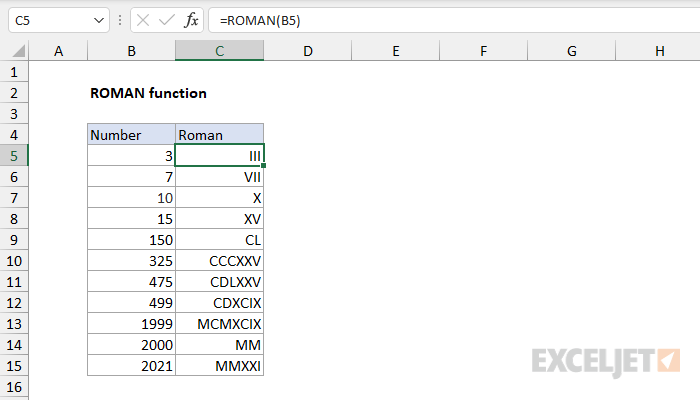 C5 fx =ROMAN(B5)
A B C D E F G H
1
2 ROMAN function
3
4 Number Roman
5 3 III
6 7 VII
7 10 X
8 15 XV
9 150 CL
10 325 CCCXXV
11 475 CDLXXV
12 499 CDXCIX
13 1999 MCMXCIX
14 2000 MM
15 2021 MMXXI
16
EXCELJET